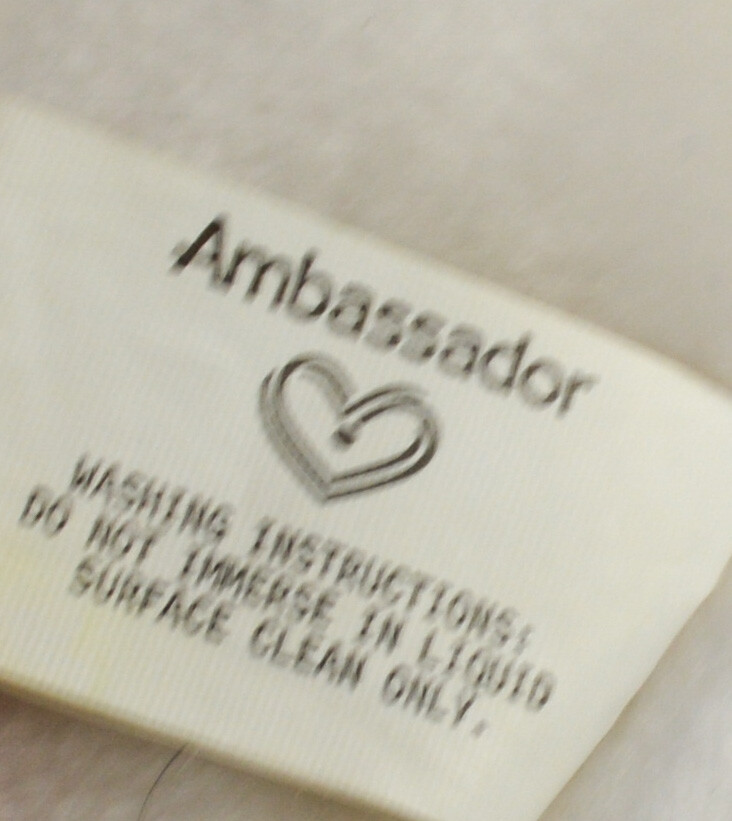 Ambassador
WASHING INSTRUCTIONS:
DO NOT IMMERSE IN LIQUID
SURFACE CLEAN ONLY.